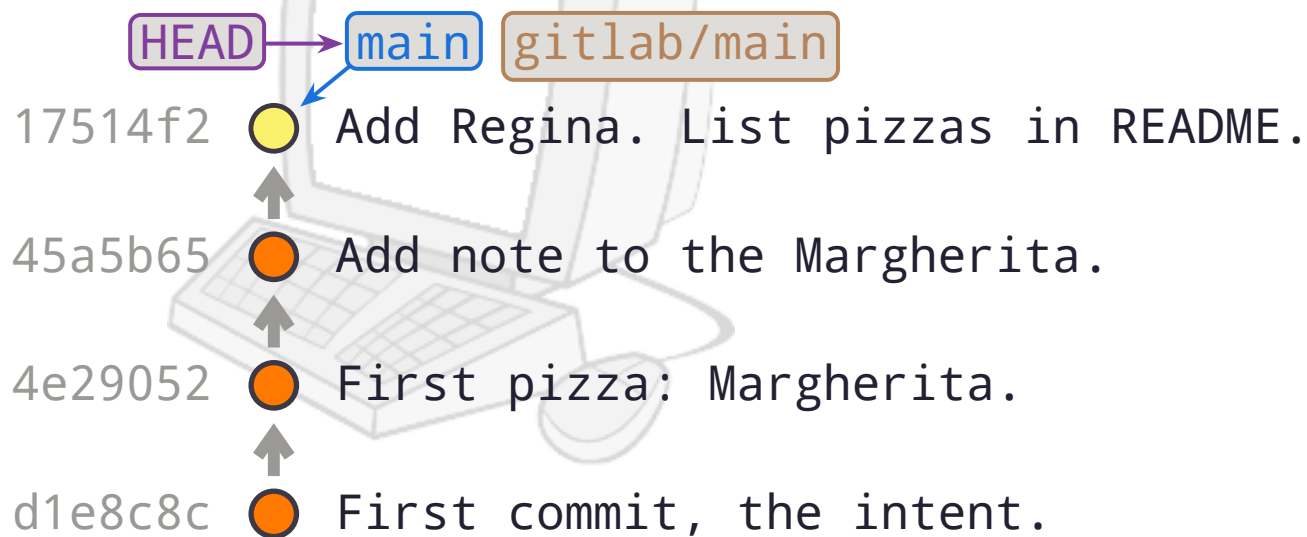 HEAD main gitlab/main
17514f2 Add Regina. List pizzas in README.
45a5b65 Add note to the Margherita.
4e29052 First pizza: Margherita.
d1e8c8c First commit, the intent.